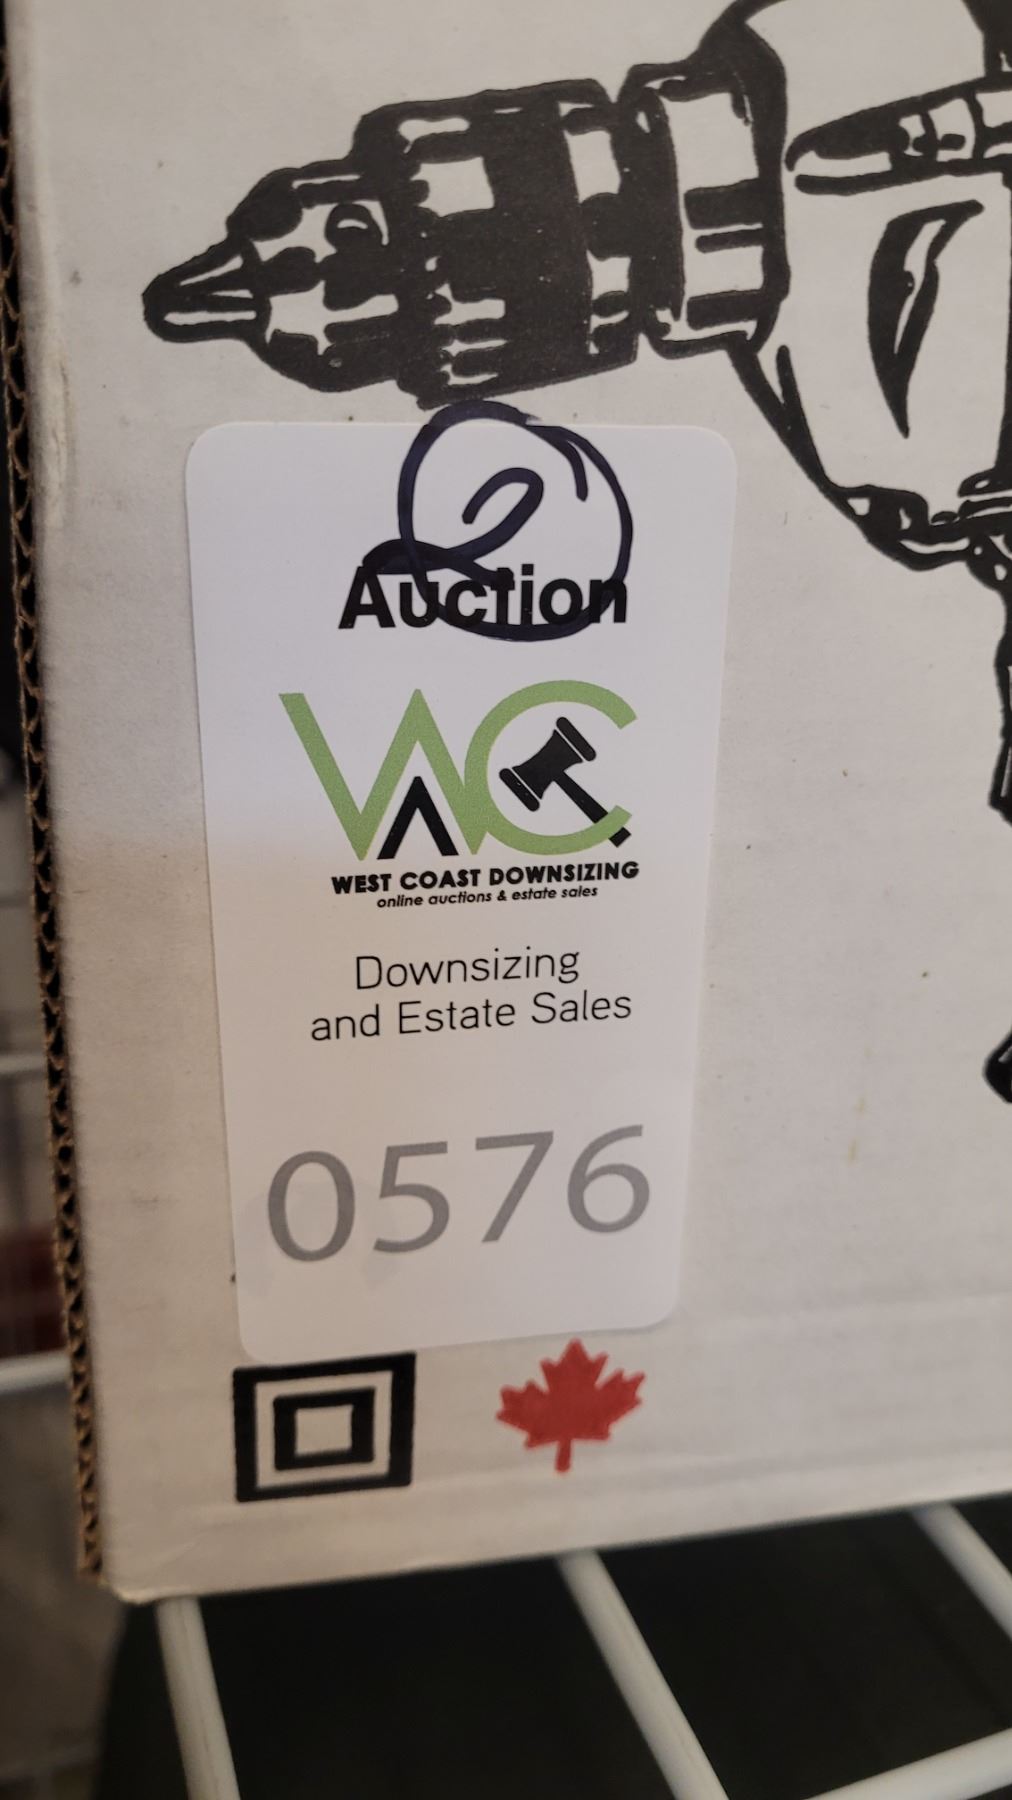 2
Auction
WC
WEST COAST DOWNSIZING
online auctions & estate sales
Downsizing
and Estate Sales
0576